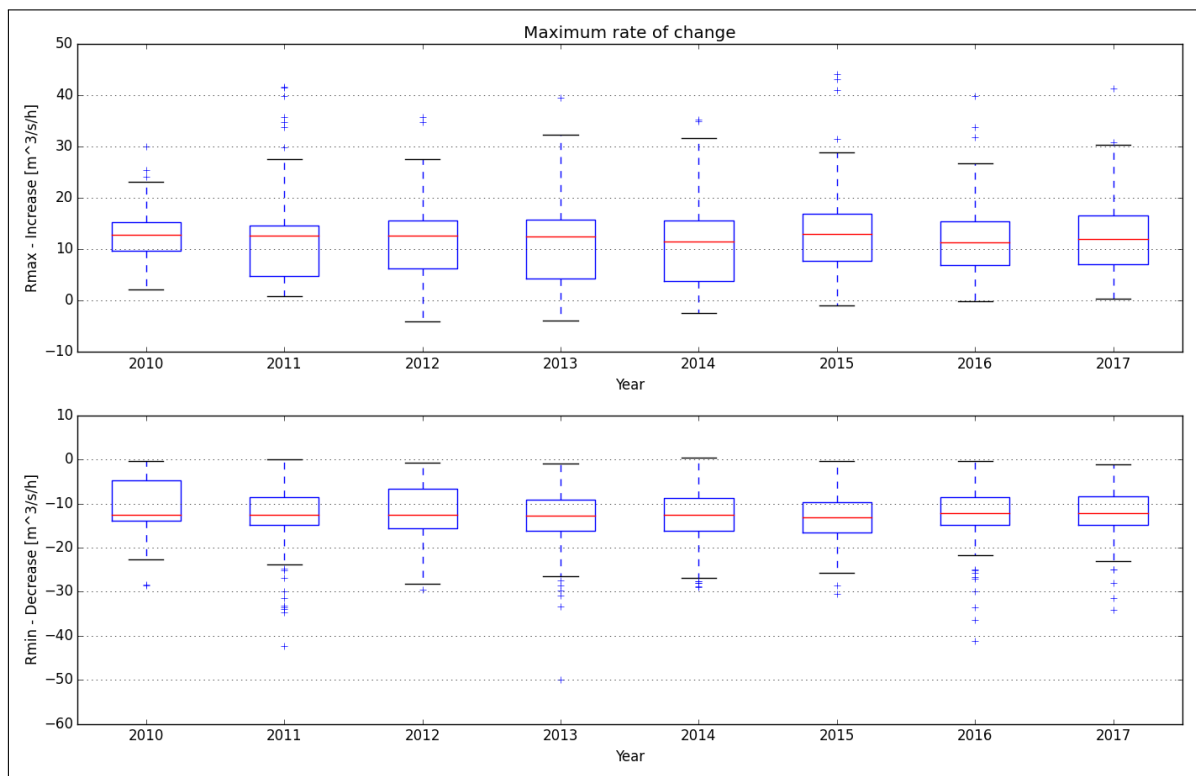 Maximum rate of change
50
40
30
20
10
0
−10
Rmax - Increase [m^3/s/h]
2010 2011 2012 2013 2014 2015 2016 2017
Year
10
0
−10
−20
−30
−40
−50
−60
Rmin - Decrease [m^3/s/h]
2010 2011 2012 2013 2014 2015 2016 2017
Year